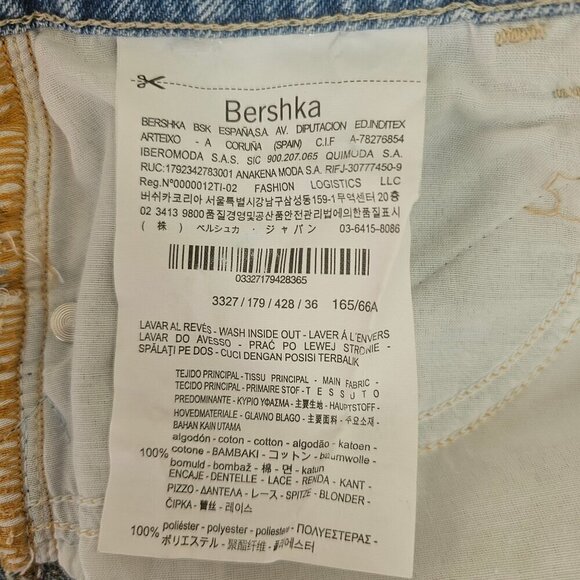 Bershka
BERSHKA BSK ESPAÑA,S.A AV. DIPUTACION ED.INDITEX
ARTEIXO - A CORUÑA (SPAIN) C.I.F A-78276854
IBEROMODA S.A.S. SIC 900.207.065 QUIMODA S.A.
RUC:1792342783001 ANAKENA MODA S.A. RIFJ-30777450-9
Reg.Nº0000012TI-02 FASHION LOGISTICS LLC
버쉬카코리아 서울특별시강남구삼성동159-1무역센터20층
02 3413 9800품질경영및공산품안전관리법에의한품질표시
(株) ベルシュカ・ジャパン 03-6415-8086
03327179428365
3327 / 179 / 428 / 36 165/66A
LAVAR AL REVÉS - WASH INSIDE OUT - LAVER Á L'ENVERS
LAVAR DO AVESSO - PRAĆ PO LEWEJ STRONIE -
SPĂLAŢI PE DOS - CUCI DENGAN POSISI TERBALIK
TEJIDO PRINCIPAL - TISSU PRINCIPAL - MAIN FABRIC -
TECIDO PRINCIPAL - PRIMAIRE STOF - TESSUTO
PREDOMINANTE - ΚΥΡΙΟ ΥΦΑΣΜΑ - 主要生地 - HAUPTSTOFF -
HOVEDMATERIALE - GLAVNO BLAGO - 主要面料 - 주요소재 -
BAHAN KAIN UTAMA
algodón - coton - cotton - algodão - katoen -
100% cotone - BAMBAKI - コットン - baumwolle -
bomuld - bombaž - 棉 - 면 - katun
ENCAJE - DENTELLE - LACE - RENDA - KANT -
PIZZO - ΔΑΝΤΕΛΑ - レース - SPITZE - BLONDER -
ČIPKA - 蕾丝 - 레이스
100% poliéster - polyester - poliestere - ΠΟΛΥΕΣΤΕΡΑΣ -
ポリエステル - 聚酯纤维 - 폴리에스터